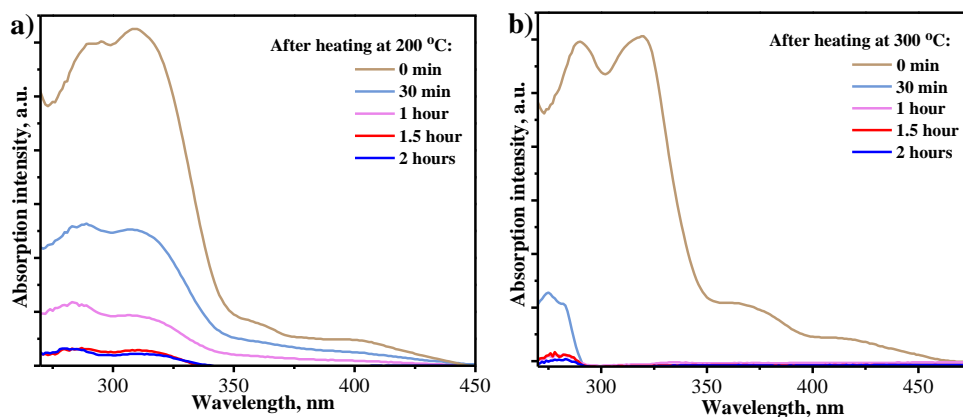 a)
After heating at 200 °C:
0 min
30 min
1 hour
1.5 hour
2 hours
Absorption intensity, a.u.
300
350
400
450
Wavelength, nm
b)
After heating at 300 °C:
0 min
30 min
1 hour
1.5 hour
2 hours
Absorption intensity, a.u.
300
350
400
450
Wavelength, nm